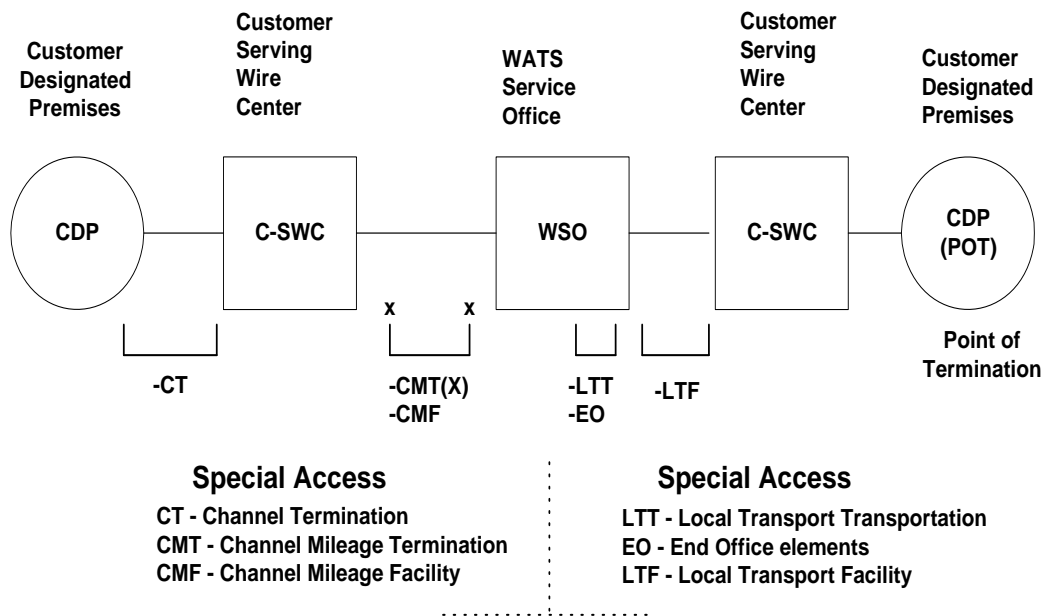 Customer
Designated
Premises
Customer
Serving
Wire
Center
WATS
Service
Office
Customer
Serving
Wire
Center
Customer
Designated
Premises
CDP
C-SWC
WSO
C-SWC
CDP
(POT)
x x
-CT
-CMT(X)
-CMF
-LTT
-EO
-LTF
Point of
Termination
Special Access
CT - Channel Termination
CMT - Channel Mileage Termination
CMF - Channel Mileage Facility
Special Access
LTT - Local Transport Transportation
EO - End Office elements
LTF - Local Transport Facility